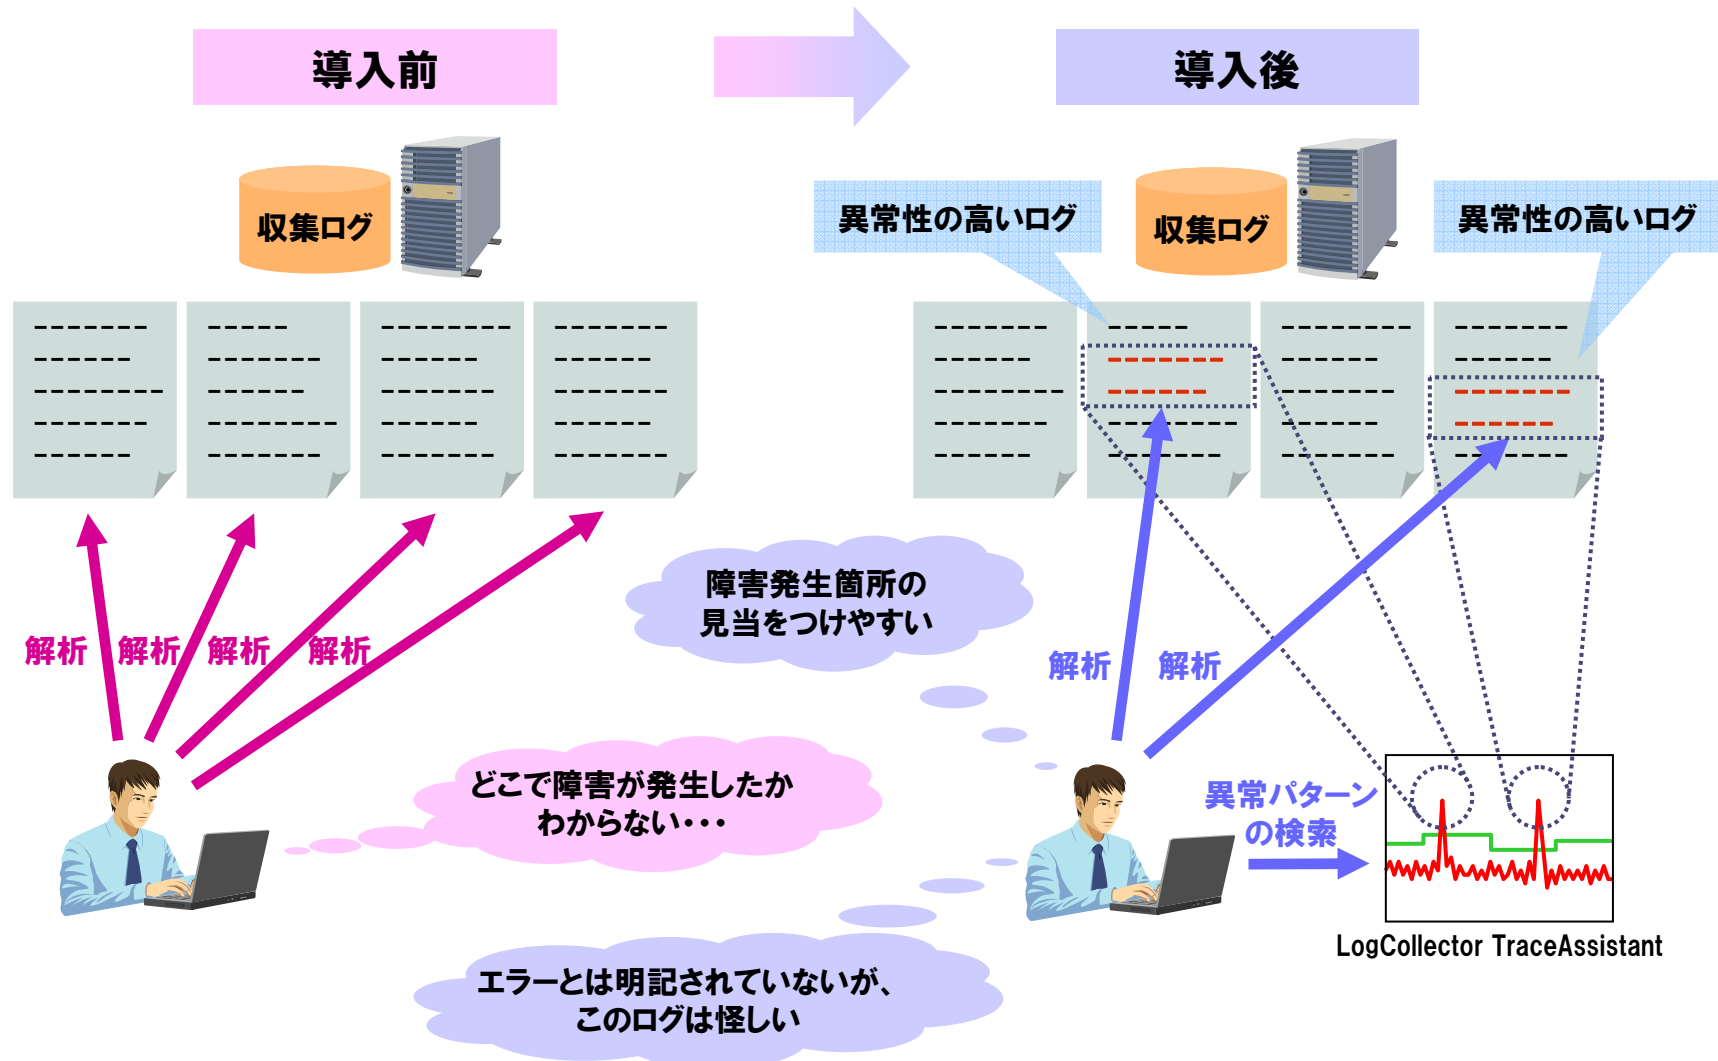 導入前
導入後
収集ログ
異常性の高いログ
収集ログ
異常性の高いログ
障害発生箇所の
見当をつけやすい
解析
解析
解析
解析
解析
解析
どこで障害が発生したか
わからない・・・
異常パターン
の検索
LogCollector TraceAssistant
エラーとは明記されていないが、
このログは怪しい